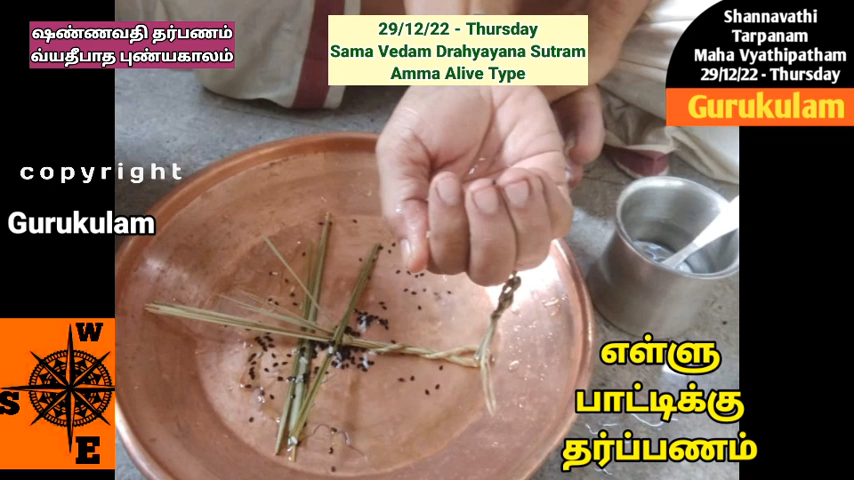 ஷண்ணவதி தர்பணம்
வ்யதீபாத புண்யகாலம்
29/12/22 - Thursday
Sama Vedam Drahyayana Sutram
Amma Alive Type
Shannavathi
Tarpanam
Maha Vyathipatham
29/12/22 - Thursday
Gurukulam
copyright
Gurukulam
W
S
E
எள்ளு
பாட்டிக்கு
தர்ப்பணம்